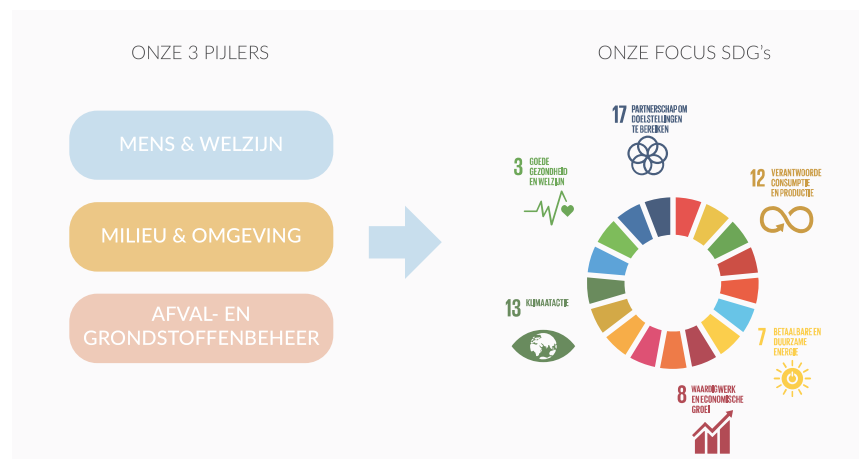 ONZE 3 PIJLERS
MENS & WELZIJN
MILIEU & OMGEVING
AFVAL- EN
GRONDSTOFFENBEHEER
ONZE FOCUS SDG's
17 PARTNERSCHAP OM
DOELSTELLINGEN
TE BEREIKEN
3 GOEDE
GEZONDHEID
EN WELZIJN
12 VERANTWOORDE
CONSUMPTIE
EN PRODUCTIE
13 KLIMAATACTIE
7 BETAALBARE EN
DUURZAME
ENERGIE
8 WAARDIG WERK
EN ECONOMISCHE
GROEI